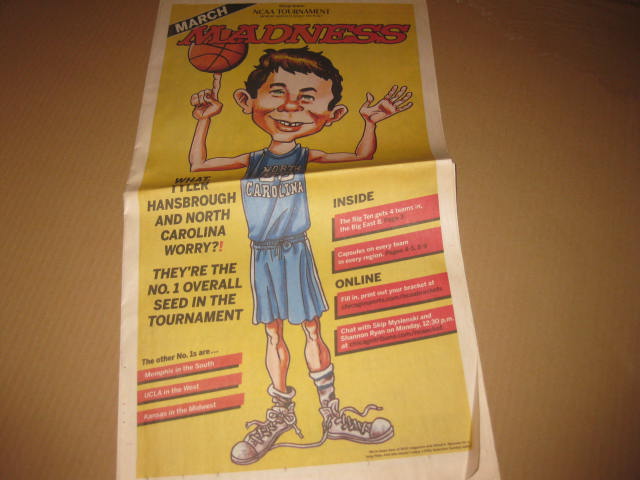 NCAA TOURNAMENT
MARCH
MADNESS
WHAT,
TYLER
HANSBROUGH
AND NORTH
CAROLINA
WORRY?!
THEY'RE THE
NO. 1 OVERALL
SEED IN THE
TOURNAMENT
The other No. 1s are ...
Memphis in the South
UCLA in the West
Kansas in the Midwest
NORTH
CAROLINA
INSIDE
The Big Ten gets 4 teams in,
the Big East 8.
Capsules on every team
in every region.
ONLINE
Fill in, print out your bracket at
Chat with Skip Myslenski and
Shannon Ryan on Monday, 12:30 p.m.
at